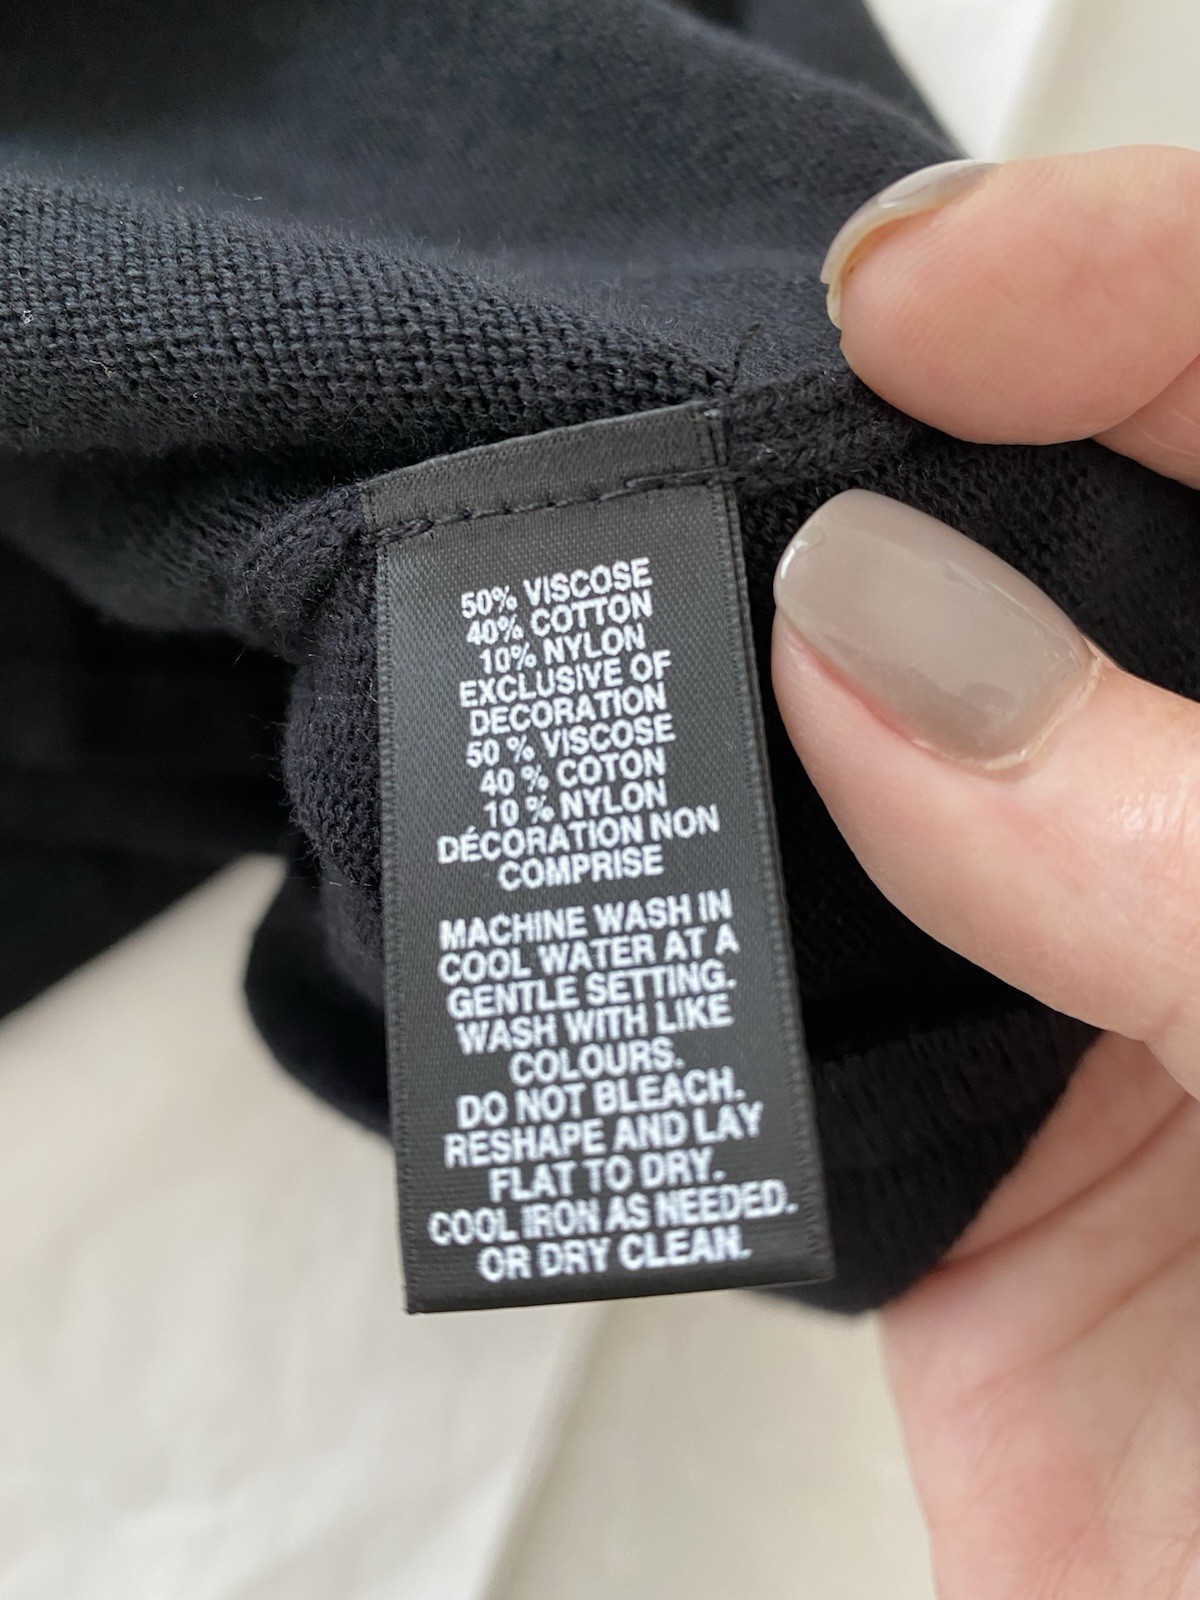 50% VISCOSE
40% COTTON
10% NYLON
EXCLUSIVE OF
DECORATION
50 % VISCOSE
40 % COTON
10 % NYLON
DÉCORATION NON
COMPRISE
MACHINE WASH IN
COOL WATER AT A
GENTLE SETTING.
WASH WITH LIKE
COLOURS.
DO NOT BLEACH.
RESHAPE AND LAY
FLAT TO DRY.
COOL IRON AS NEEDED.
OR DRY CLEAN.